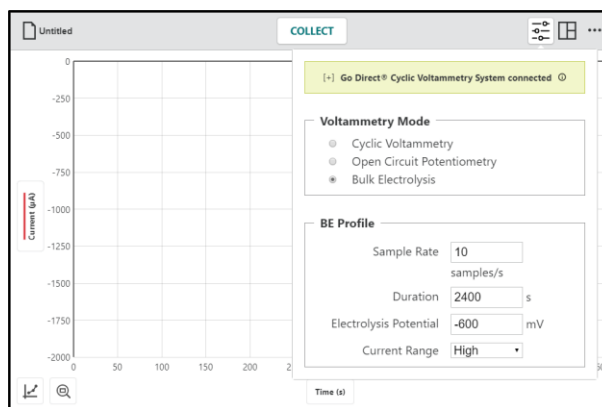 Untitled
COLLECT
[+] Go Direct® Cyclic Voltammetry System connected
Voltammetry Mode
Cyclic Voltammetry
Open Circuit Potentiometry
Bulk Electrolysis
BE Profile
Sample Rate 10
samples/s
Duration 2400 s
Electrolysis Potential -600 mV
Current Range High
Current (µA)
0
-250
-500
-750
-1000
-1250
-1500
-1750
-2000
0 50 100 150 200
Time (s)